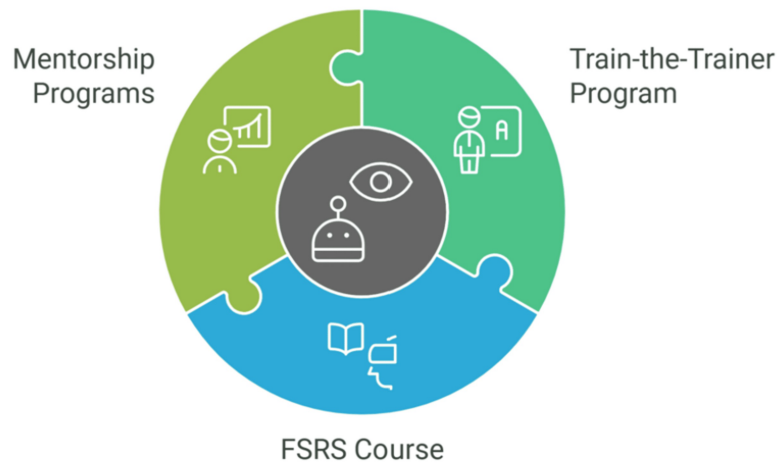 Mentorship
Programs
Train-the-Trainer
Program
A
FSRS Course